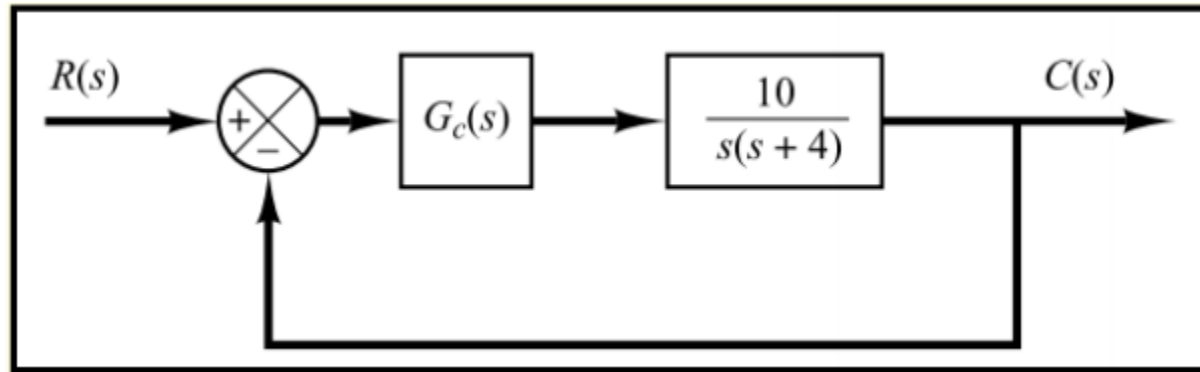 R(s)
+
−
G_c(s)
10
s(s + 4)
C(s)